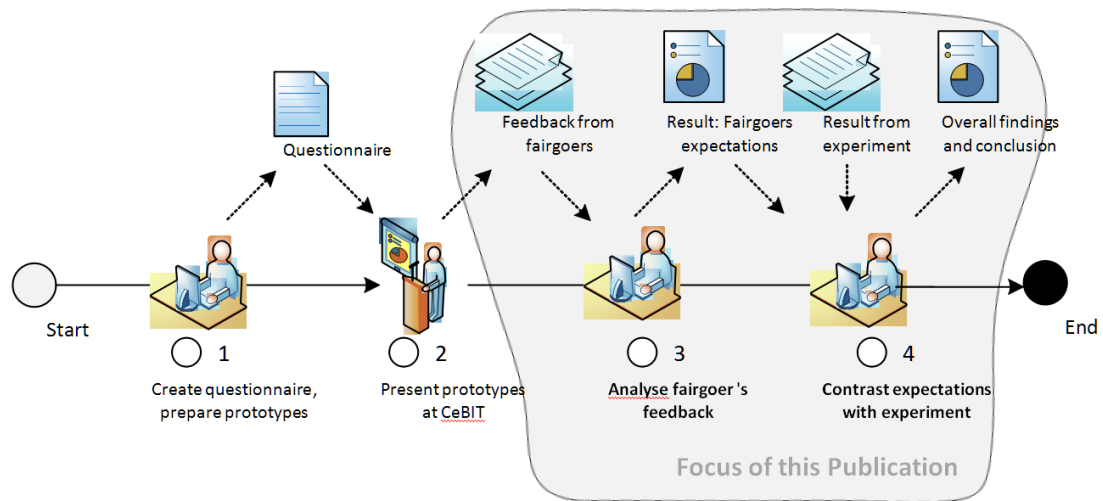 Feedback from
fairgoers
Result: Fairgoers
expectations
Result from
experiment
Overall findings
and conclusion
Questionnaire
Start
End
1
Create questionnaire,
prepare prototypes
2
Present prototypes
at CeBIT
3
Analyse fairgoer 's
feedback
4
Contrast expectations
with experiment
Focus of this Publication